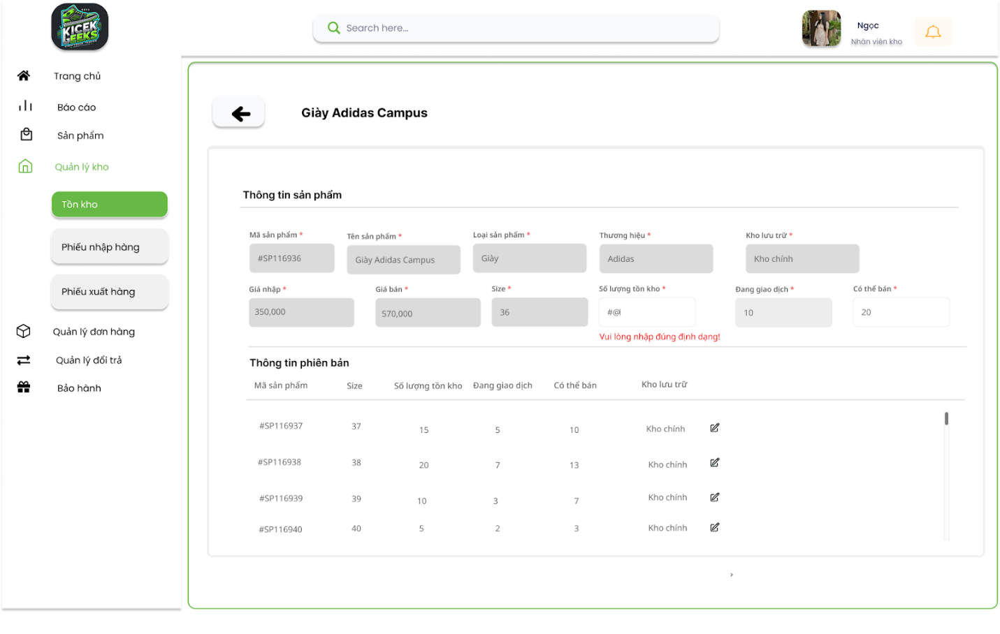 KICEK
GEEKS
Search here...
Ngọc
Nhân viên kho
Trang chủ
Báo cáo
Sản phẩm
Quản lý kho
Tồn kho
Phiếu nhập hàng
Phiếu xuất hàng
Quản lý đơn hàng
Quản lý đổi trả
Bảo hành
Giày Adidas Campus
Thông tin sản phẩm
Mã sản phẩm * Tên sản phẩm * Loại sản phẩm * Thương hiệu * Kho lưu trữ *
#SP116936 Giày Adidas Campus Giày Adidas Kho chính
Giá nhập * Giá bán * Size * Số lượng tồn kho * Đang giao dịch * Có thể bán *
350,000 570,000 36 #@ 10 20
Vui lòng nhập đúng định dạng!
Thông tin phiên bản
Mã sản phẩm Size Số lượng tồn kho Đang giao dịch Có thể bán Kho lưu trữ
#SP116937 37 15 5 10 Kho chính
#SP116938 38 20 7 13 Kho chính
#SP116939 39 10 3 7 Kho chính
#SP116940 40 5 2 3 Kho chính